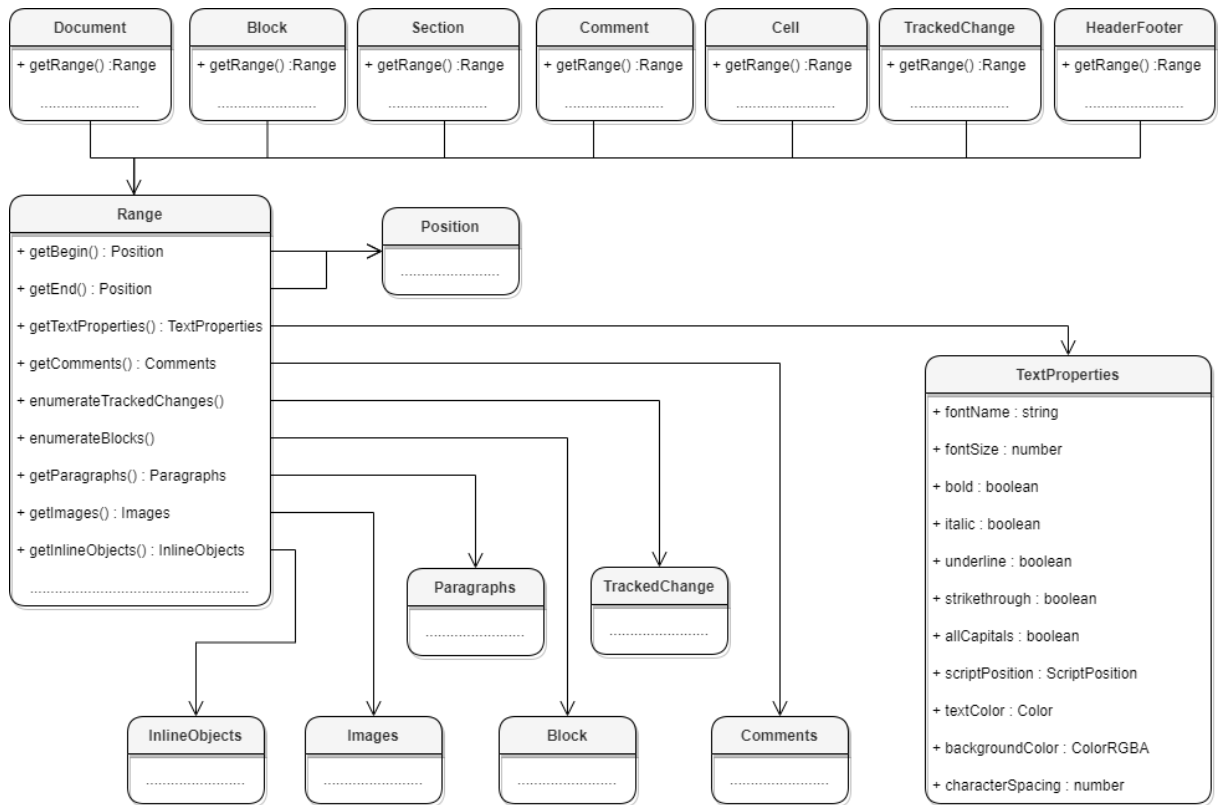 Document
+ getRange() :Range
........................
Block
+ getRange() :Range
........................
Section
+ getRange() :Range
........................
Comment
+ getRange() :Range
........................
Cell
+ getRange() :Range
........................
TrackedChange
+ getRange() :Range
........................
HeaderFooter
+ getRange() :Range
........................
Range
+ getBegin() : Position
+ getEnd() : Position
+ getTextProperties() : TextProperties
+ getComments() : Comments
+ enumerateTrackedChanges()
+ enumerateBlocks()
+ getParagraphs() : Paragraphs
+ getImages() : Images
+ getInlineObjects() : InlineObjects
.....................................................
Position
........................
TextProperties
+ fontName : string
+ fontSize : number
+ bold : boolean
+ italic : boolean
+ underline : boolean
+ strikethrough : boolean
+ allCapitals : boolean
+ scriptPosition : ScriptPosition
+ textColor : Color
+ backgroundColor : ColorRGBA
+ characterSpacing : number
Paragraphs
........................
TrackedChange
........................
InlineObjects
........................
Images
........................
Block
........................
Comments
........................